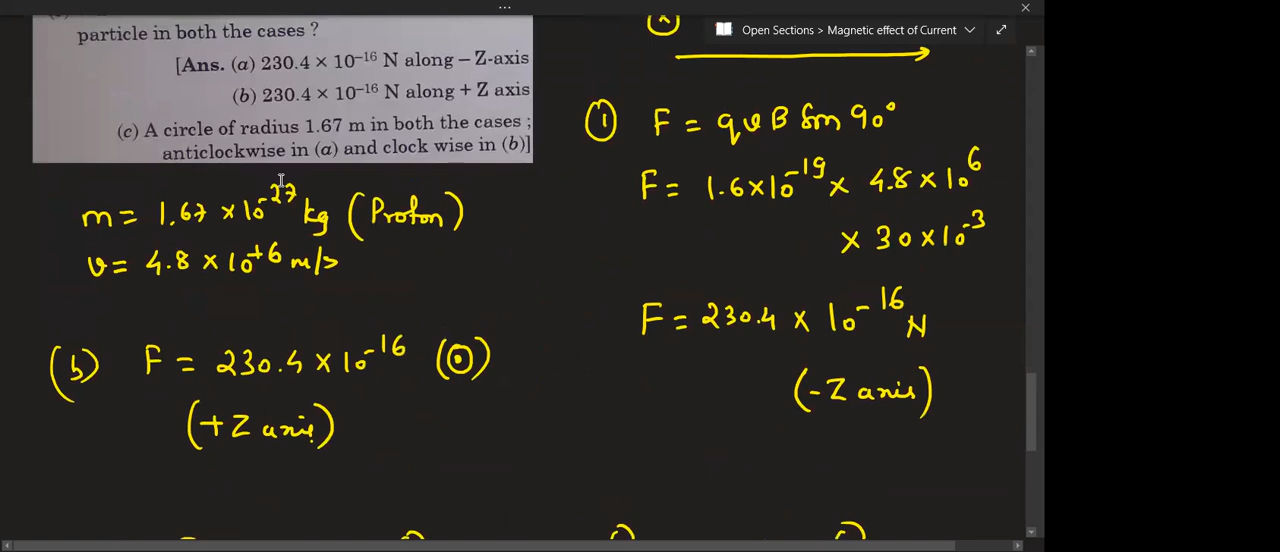 particle in both the cases ?
[Ans. (a) 230.4 × 10⁻¹⁶ N along – Z-axis
(b) 230.4 × 10⁻¹⁶ N along + Z axis
(c) A circle of radius 1.67 m in both the cases ;
anticlockwise in (a) and clock wise in (b)]
m = 1.67 × 10⁻²⁷ kg (Proton)
v = 4.8 × 10⁺⁶ m/s
(b) F = 230.4 × 10⁻¹⁶ (⊙)
(+Z axis)
Open Sections > Magnetic effect of Current
① F = qvB Sin 90°
F = 1.6×10⁻¹⁹ × 4.8 × 10⁶
× 30×10⁻³
F = 230.4 × 10⁻¹⁶ N
(-Z axis)